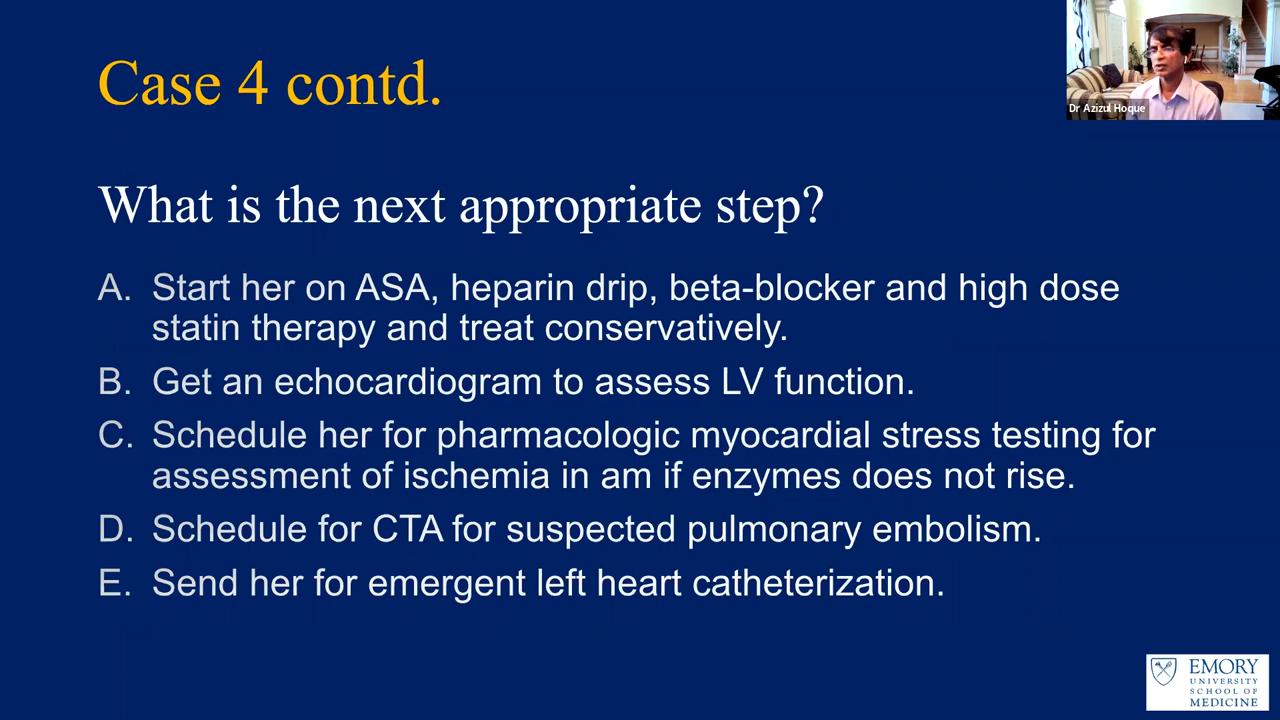 Case 4 contd.
Dr Azizul Hoque
What is the next appropriate step?
A. Start her on ASA, heparin drip, beta-blocker and high dose
statin therapy and treat conservatively.
B. Get an echocardiogram to assess LV function.
C. Schedule her for pharmacologic myocardial stress testing for
assessment of ischemia in am if enzymes does not rise.
D. Schedule for CTA for suspected pulmonary embolism.
E. Send her for emergent left heart catheterization.
EMORY
UNIVERSITY
SCHOOL OF
MEDICINE